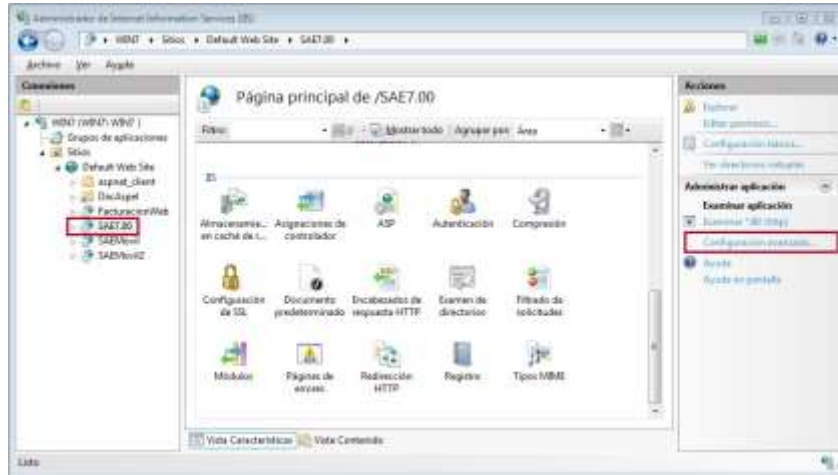 Administrador de Internet Information Services (IIS)
WIN7 Sitios Default Web Site SAE7.00
Archivo Ver Ayuda
Conexiones
WIN7 (WIN7\WIN7)
Grupos de aplicaciones
Sitios
Default Web Site
aspnet_client
DocAspel
FacturacionWeb
SAE7.00
SAEMovil
SAEMovil2
Página principal de /SAE7.00
Filtro: Mostrar todo Agrupar por: Área
IIS
Almacenamie... en caché de r...
Asignaciones de controlador
ASP
Autenticación
Compresión
Configuración de SSL
Documento predeterminado
Encabezados de respuesta HTTP
Examen de directorios
Filtrado de solicitudes
Módulos
Páginas de errores
Redirección HTTP
Registro
Tipos MIME
Vista Características Vista Contenido
Acciones
Explorar
Editar permisos...
Configuración básica...
Ver directorios virtuales
Administrar aplicación
Examinar aplicación
Examinar *:80 (http)
Configuración avanzada...
Ayuda
Ayuda en pantalla
Listo